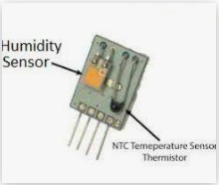 Humidity
Sensor
NTC Temeperature Sensor
Thermistor